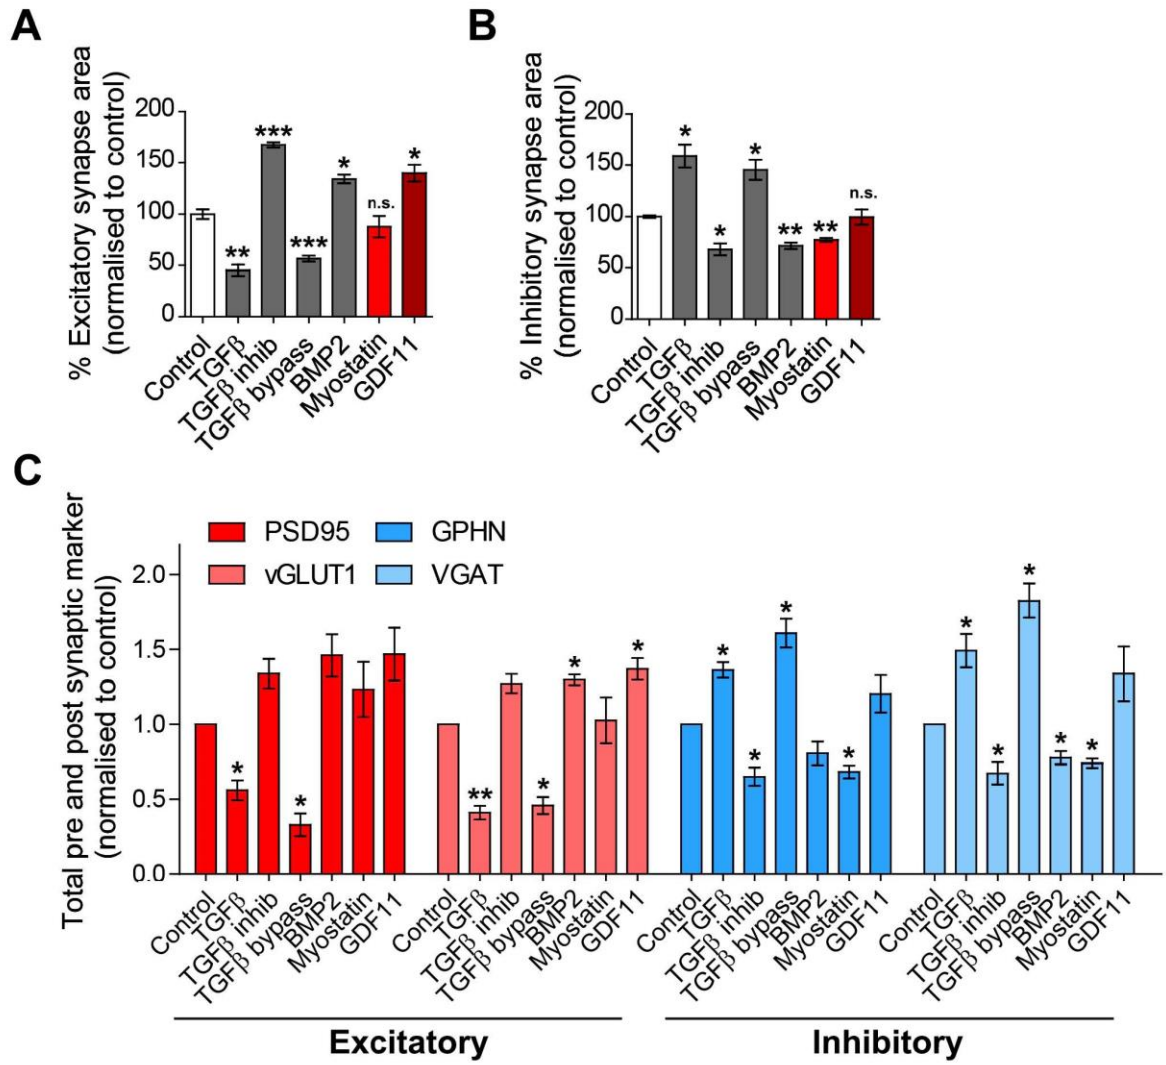 A
% Excitatory synapse area
(normalised to control)
200
150
100
50
0
***
**
***
*
n.s.
*
Control
TGFβ
TGFβ inhib
TGFβ bypass
BMP2
Myostatin
GDF11
B
% Inhibitory synapse area
(normalised to control)
200
150
100
50
0
*
*
*
**
**
n.s.
Control
TGFβ
TGFβ inhib
TGFβ bypass
BMP2
Myostatin
GDF11
C
Total pre and post synaptic marker
(normalised to control)
PSD95
GPHN
vGLUT1
VGAT
2.0
1.5
1.0
0.5
0.0
*
*
**
*
*
*
*
*
*
*
*
*
*
*
*
Control
TGFβ
TGFβ inhib
TGFβ bypass
BMP2
Myostatin
GDF11
Control
TGFβ
TGFβ inhib
TGFβ bypass
BMP2
Myostatin
GDF11
Control
TGFβ
TGFβ inhib
TGFβ bypass
BMP2
Myostatin
GDF11
Control
TGFβ
TGFβ inhib
TGFβ bypass
BMP2
Myostatin
GDF11
Excitatory
Inhibitory